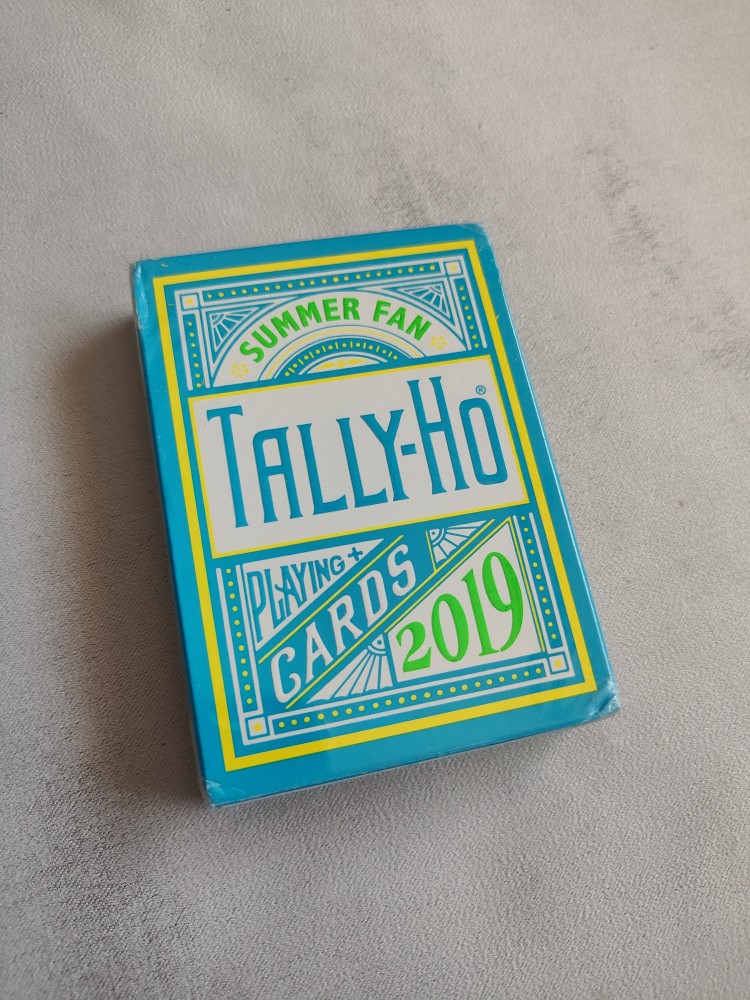 SUMMER FAN
TALLY-HO®
PLAYING
CARDS
2019